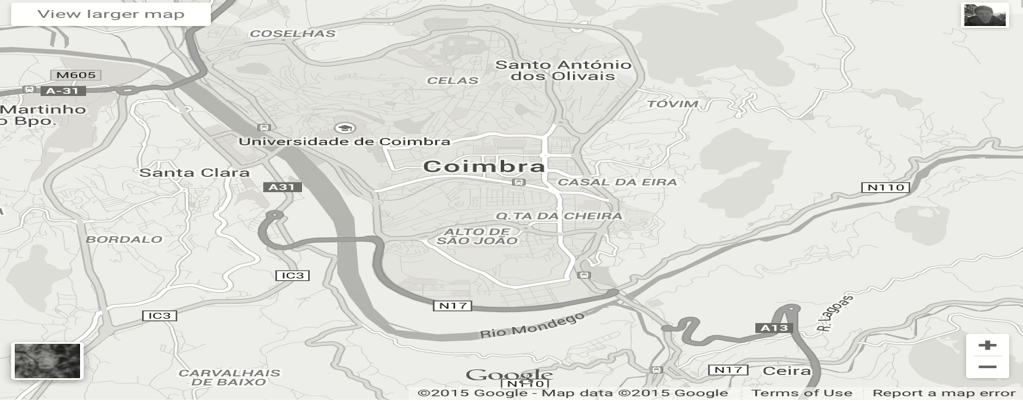 View larger map
COSELHAS
Santo António
dos Olivais
M605
CELAS
A-31
TÓVIM
Martinho
o Bpo.
Universidade de Coimbra
Coimbra
Santa Clara
A31
CASAL DA EIRA
N110
Q.TA DA CHEIRA
ALTO DE
SÃO JOÃO
BORDALO
IC3
N17
IC3
Rio Mondego
R. Lagoas
A13
CARVALHAIS
DE BAIXO
Google
N110
N17
Ceira
©2015 Google - Map data ©2015 Google
Terms of Use
Report a map error